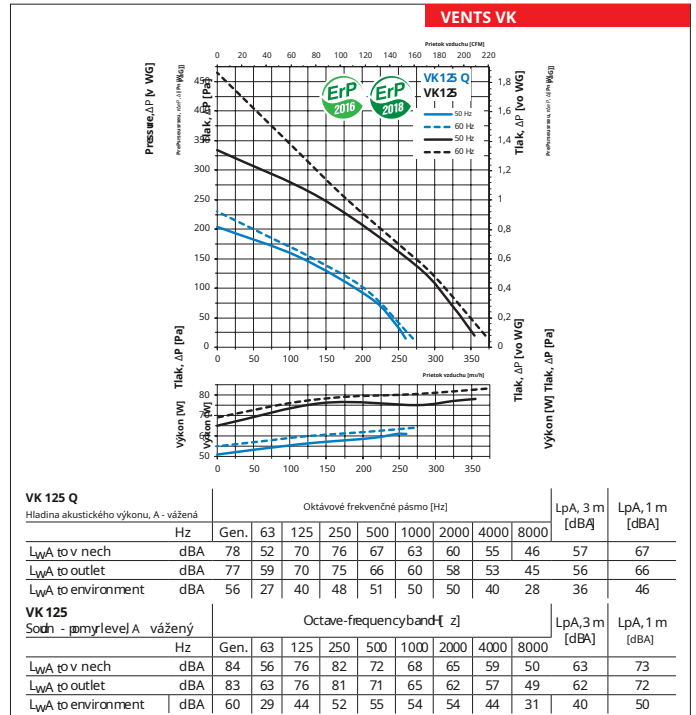 VENTS VK
Prietok vzduchu [CFM]
0 20 40 60 80 100 120 140 160 180 200 220
Pressure,ΔP [v WG]
Tlak, ΔP [Pa]
450
300
250
200
150
100
50
0
ErP 2016
ErP 2018
VK125 Q
VK125
50 Hz
60 Hz
50 Hz
60 Hz
1,8
1,6
1,4
1,2
1
0,8
0,6
0,4
0,2
0
Tlak, ΔP [vo WG]
0 50 100 150 200 250 300 350
Tlak, ΔP [Pa]
Tlak, ΔP [vo WG]
Výkon [W] Tlak, ΔP [Pa]
Prietok vzduchu [ms/h]
Výkon [W]
Výkon [W]
80
70
60
50
0 50 100 150 200 250 300 350
VK 125 Q
Hladina akustického výkonu, A - vážená
Oktávové frekvenčné pásmo [Hz]
LpA, 3 m [dBA]
LpA, 1 m [dBA]
Hz Gen. 63 125 250 500 1000 2000 4000 8000
LWA to v nech dBA 78 52 70 76 67 63 60 55 46 57 67
LWA to outlet dBA 77 59 70 75 66 60 58 53 45 56 66
LWA to environment dBA 56 27 40 48 51 50 50 40 28 36 46
VK 125
A vážený
Octave-frequency band
LpA, 3 m [dBA]
LpA, 1 m [dBA]
Hz Gen. 63 125 250 500 1000 2000 4000 8000
LWA to v nech dBA 84 56 76 82 72 68 65 59 50 63 73
LWA to outlet dBA 83 63 76 81 71 65 62 57 49 62 72
LWA to environment dBA 60 29 44 52 55 54 54 44 31 40 50